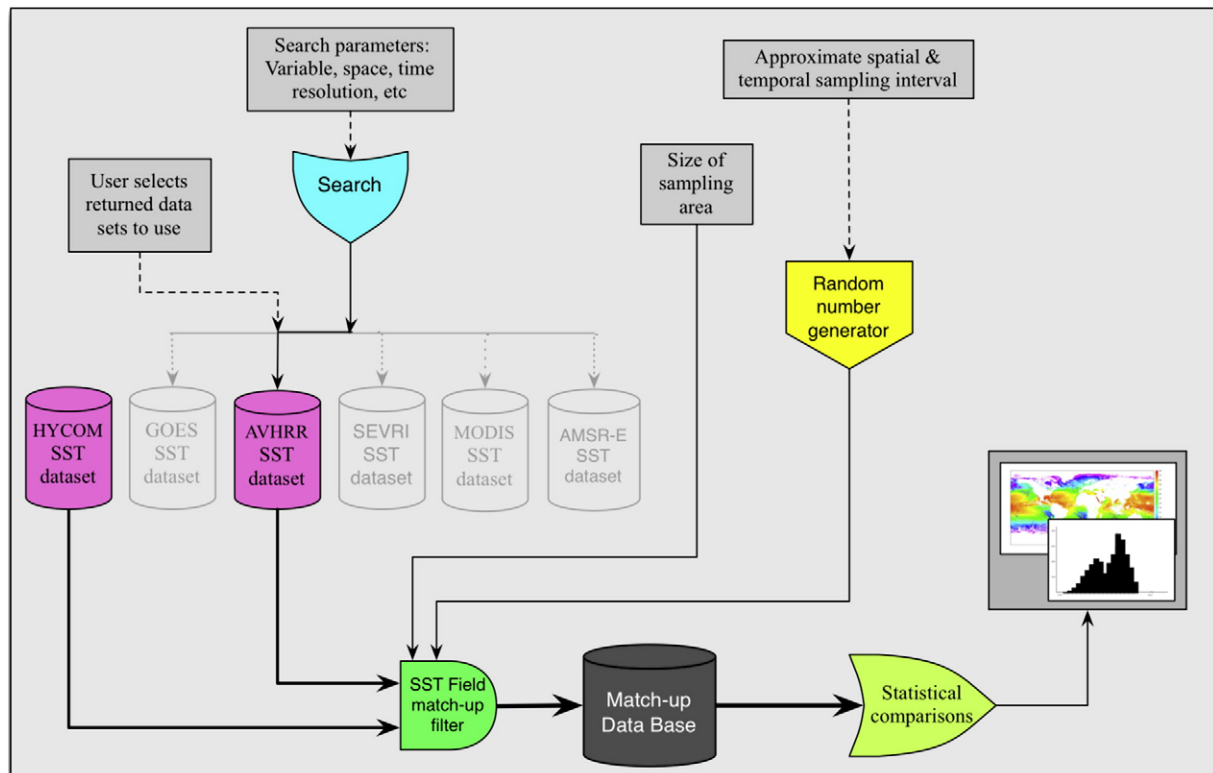 Search parameters:
Variable, space, time
resolution, etc
Approximate spatial &
temporal sampling interval
User selects
returned data
sets to use
Search
Size of
sampling
area
Random
number
generator
HYCOM
SST
dataset
GOES
SST
dataset
AVHRR
SST
dataset
SEVRI
SST
dataset
MODIS
SST
dataset
AMSR-E
SST
dataset
SST Field
match-up
filter
Match-up
Data Base
Statistical
comparisons